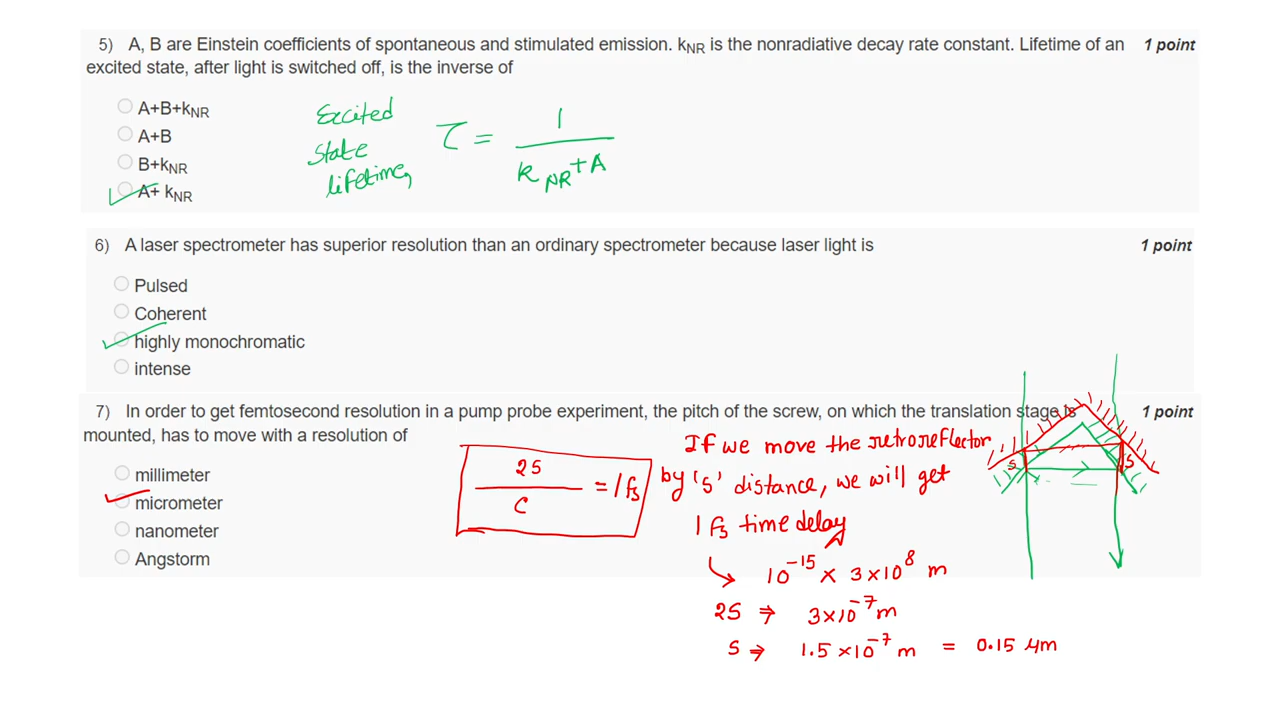 5) A, B are Einstein coefficients of spontaneous and stimulated emission. kNR is the nonradiative decay rate constant. Lifetime of an 1 point
excited state, after light is switched off, is the inverse of
A+B+kNR
A+B
B+kNR
A+ kNR
Excited
state
lifetime,
τ = 1 / kNR+A
6) A laser spectrometer has superior resolution than an ordinary spectrometer because laser light is 1 point
Pulsed
Coherent
highly monochromatic
intense
7) In order to get femtosecond resolution in a pump probe experiment, the pitch of the screw, on which the translation stage is 1 point
mounted, has to move with a resolution of
millimeter
micrometer
nanometer
Angstorm
2S / C = 1 fs
If we move the retroreflector
by 's' distance, we will get
1 fs time delay
10⁻¹⁵ × 3×10⁸ m
2S ⇒ 3×10⁻⁷ m
S ⇒ 1.5×10⁻⁷ m = 0.15 μm
S
S